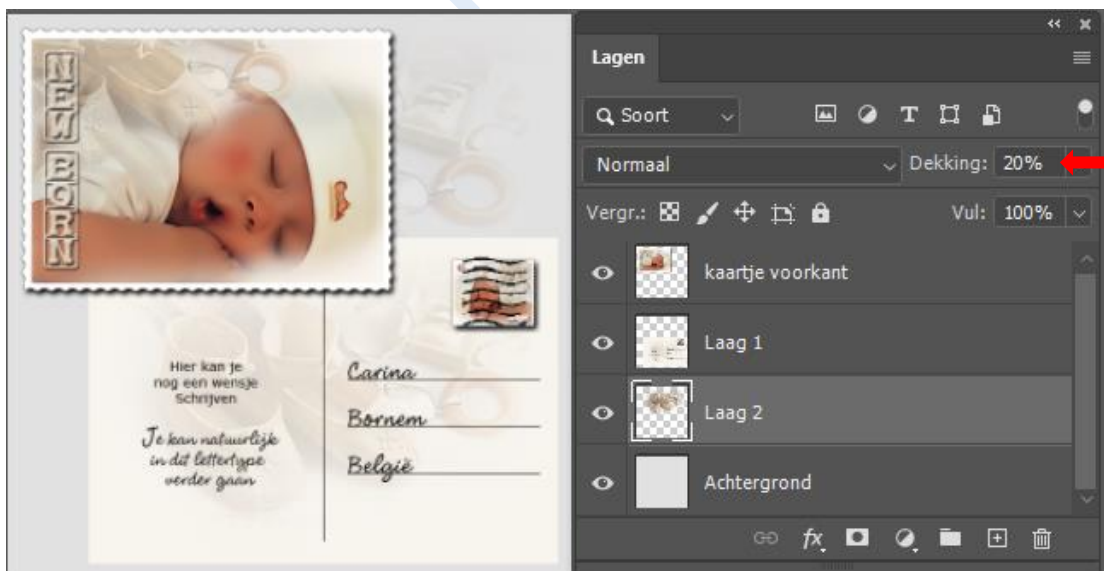 NEW BORN
Hier kan je
nog een wensje
Schrijven
Je kan natuurlijk
in dit lettertype
verder gaan
Carina
Bornem
België
Lagen
Soort
Normaal
Dekking: 20%
Vergr.:
Vul: 100%
kaartje voorkant
Laag 1
Laag 2
Achtergrond
fx